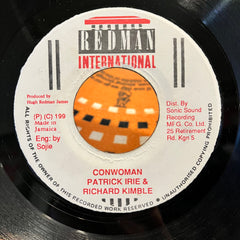 REDMAN
INTERNATIONAL
Produced by
Hugh Redman James
(P) (C) 199
Made in
Jamaica
Eng: by
Sojie
Dist. By
Sonic Sound
Recording
Mf G. Co. Ltd
25 Retirement
Rd. Kgn 5
CONWOMAN
PATRICK IRIE &
RICHARD KIMBLE
ALL RIGHTS OF THE OWNER OF THIS RECORDED WORK RESERVED ● UNAUTHORISED COPYING PROHIBITED